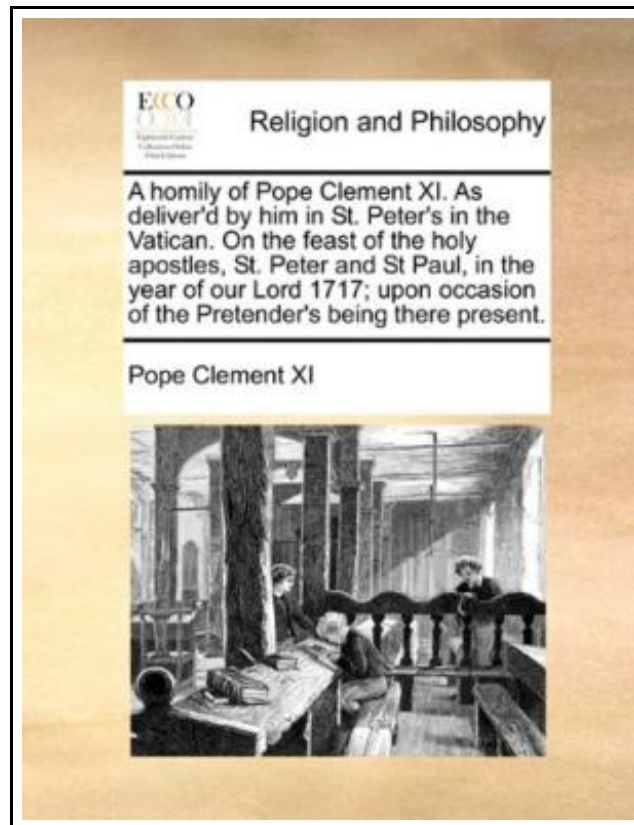 ECCO
Religion and Philosophy
A homily of Pope Clement XI. As
deliver'd by him in St. Peter's in the
Vatican. On the feast of the holy
apostles, St. Peter and St Paul, in the
year of our Lord 1717; upon occasion
of the Pretender's being there present.
Pope Clement XI